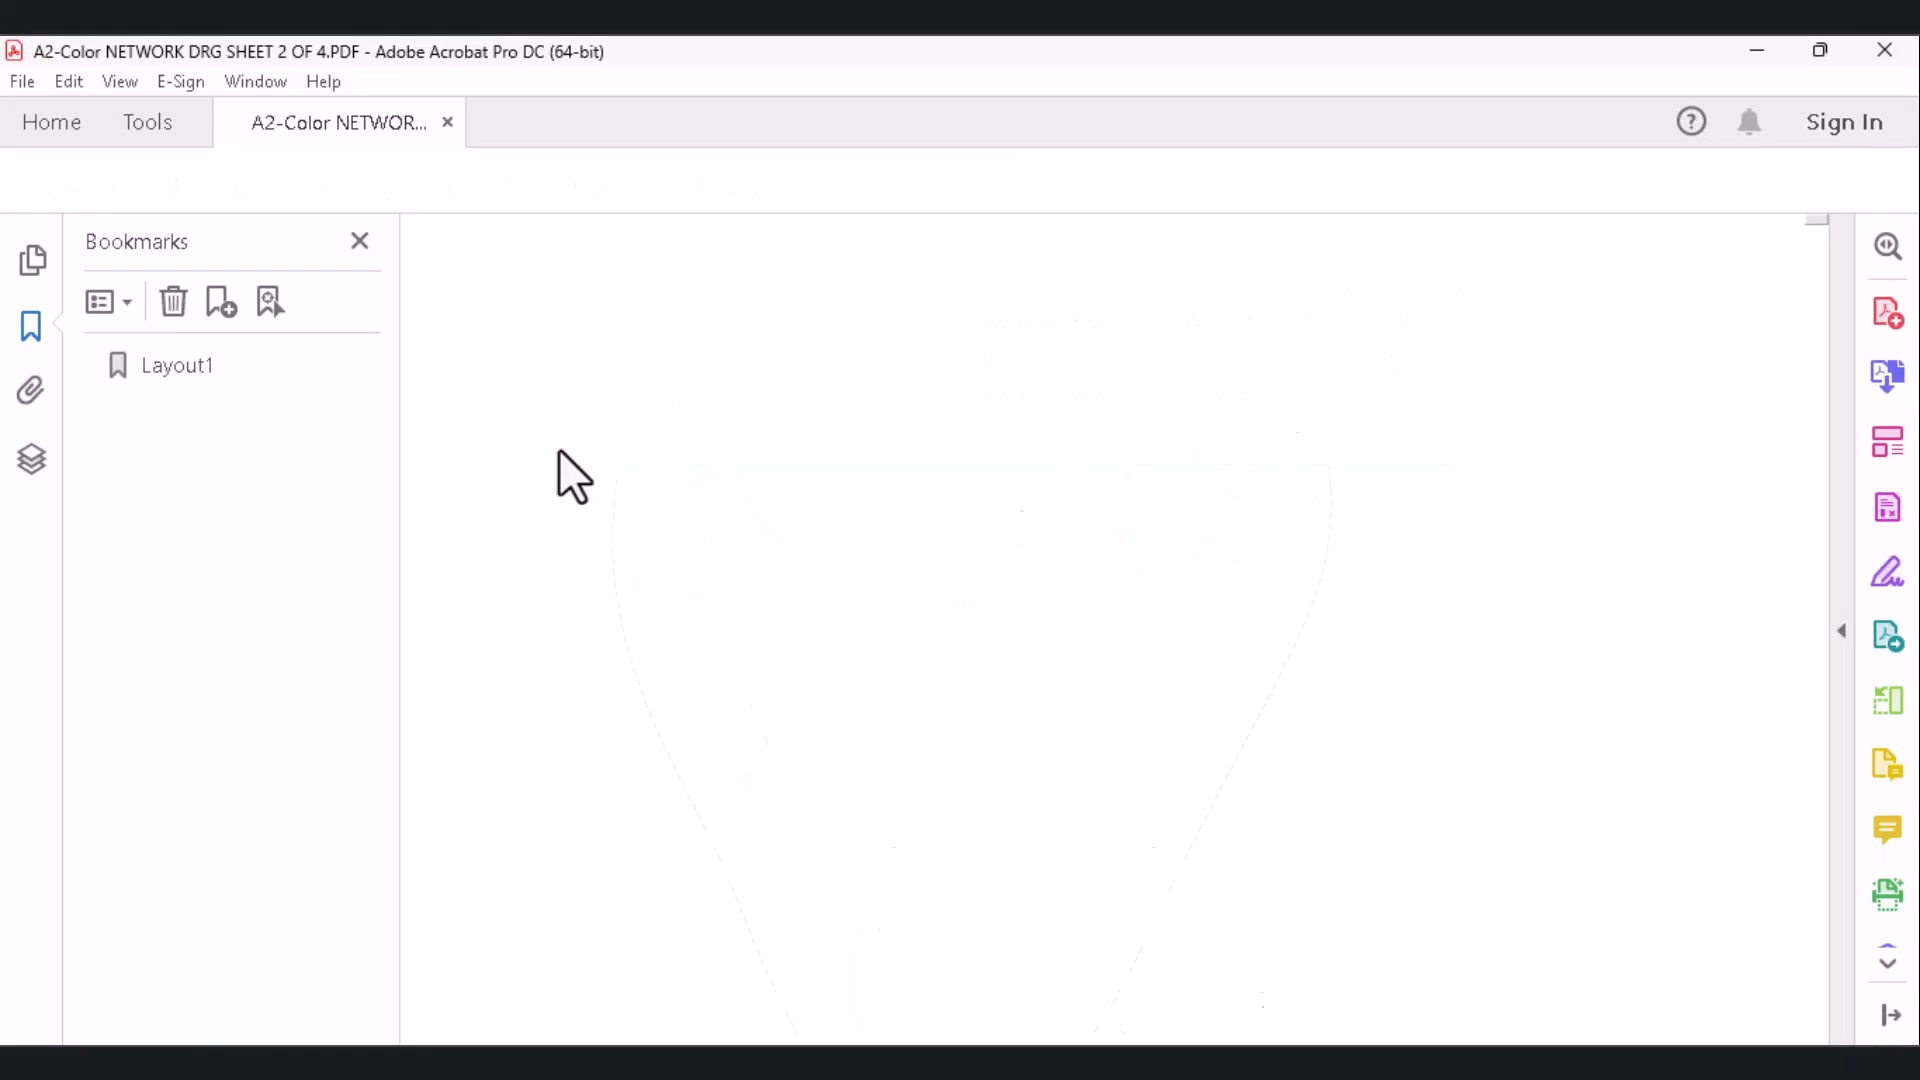 A2-Color NETWORK DRG SHEET 2 OF 4.PDF - Adobe Acrobat Pro DC (64-bit)
File Edit View E-Sign Window Help
Home Tools A2-Color NETWOR... Sign In
Bookmarks
Layout1